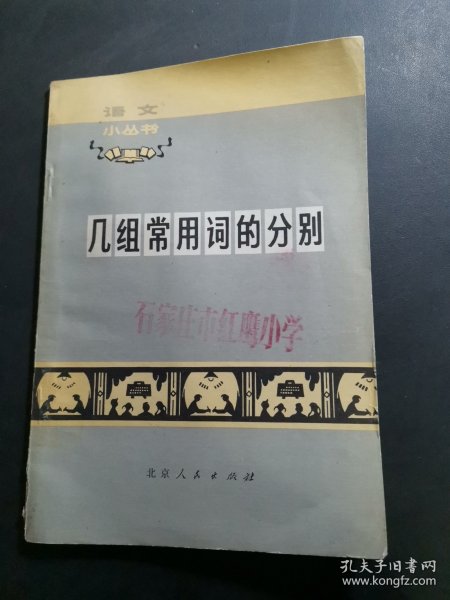 语文
小丛书
几组常用词的分别
石家庄市红鹰小学
北京人民出版社
孔夫子旧书网
www.kongfz.com